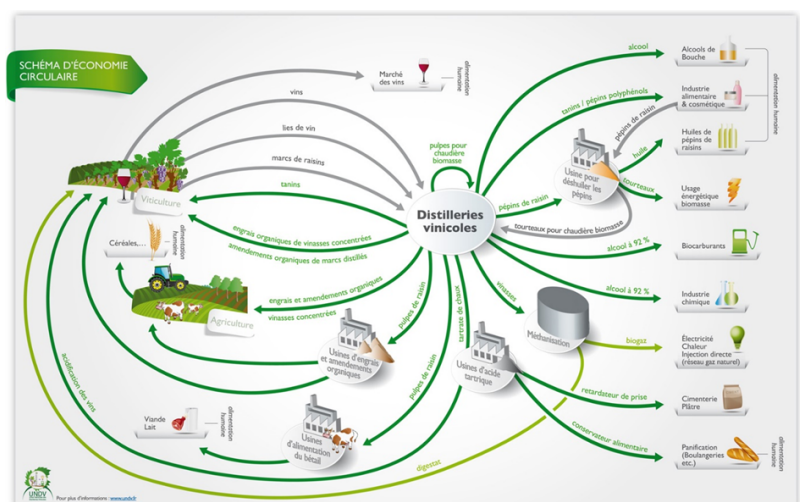 SCHÉMA D'ÉCONOMIE
CIRCULAIRE
Marché
des vins
alimentation
humaine
vins
lies de vin
marcs de raisins
tanins
engrais organiques de vinasses concentrées
amendements organiques de marcs distillés
engrais et amendements organiques
vinasses concentrées
Viticulture
Céréales,...
alimentation
humaine
Agriculture
pulpes pour
chaudière
biomasse
Distilleries
vinicoles
alcool
tanins / pépins polyphénols
pépins de raisin
pépins de raisin
Usine pour
déshuiler les
pépins
huile
tourteaux
tourteaux pour chaudière biomasse
alcool à 92 %
alcool à 92 %
vinasses
Méthanisation
biogaz
tartrate de chaux
pulpes de raisin
pulpes de raisin
Usines d'engrais
et amendements
organiques
Usines d'acide
tartrique
retardateur de prise
conservateur alimentaire
Usines
d'alimentation
du bétail
digestat
acidification des vins
Viande
Lait
alimentation
humaine
Alcools de
Bouche
Industrie
alimentaire
& cosmétique
Huiles de
pépins de
raisins
alimentation humaine
Usage
énergétique
biomasse
Biocarburants
Industrie
chimique
Électricité
Chaleur
Injection directe
(réseau gaz naturel)
Cimenterie
Plâtre
Panification
(Boulangeries
etc.)
alimentation
humaine
UNDV
Pour plus d'informations : www.undv.fr